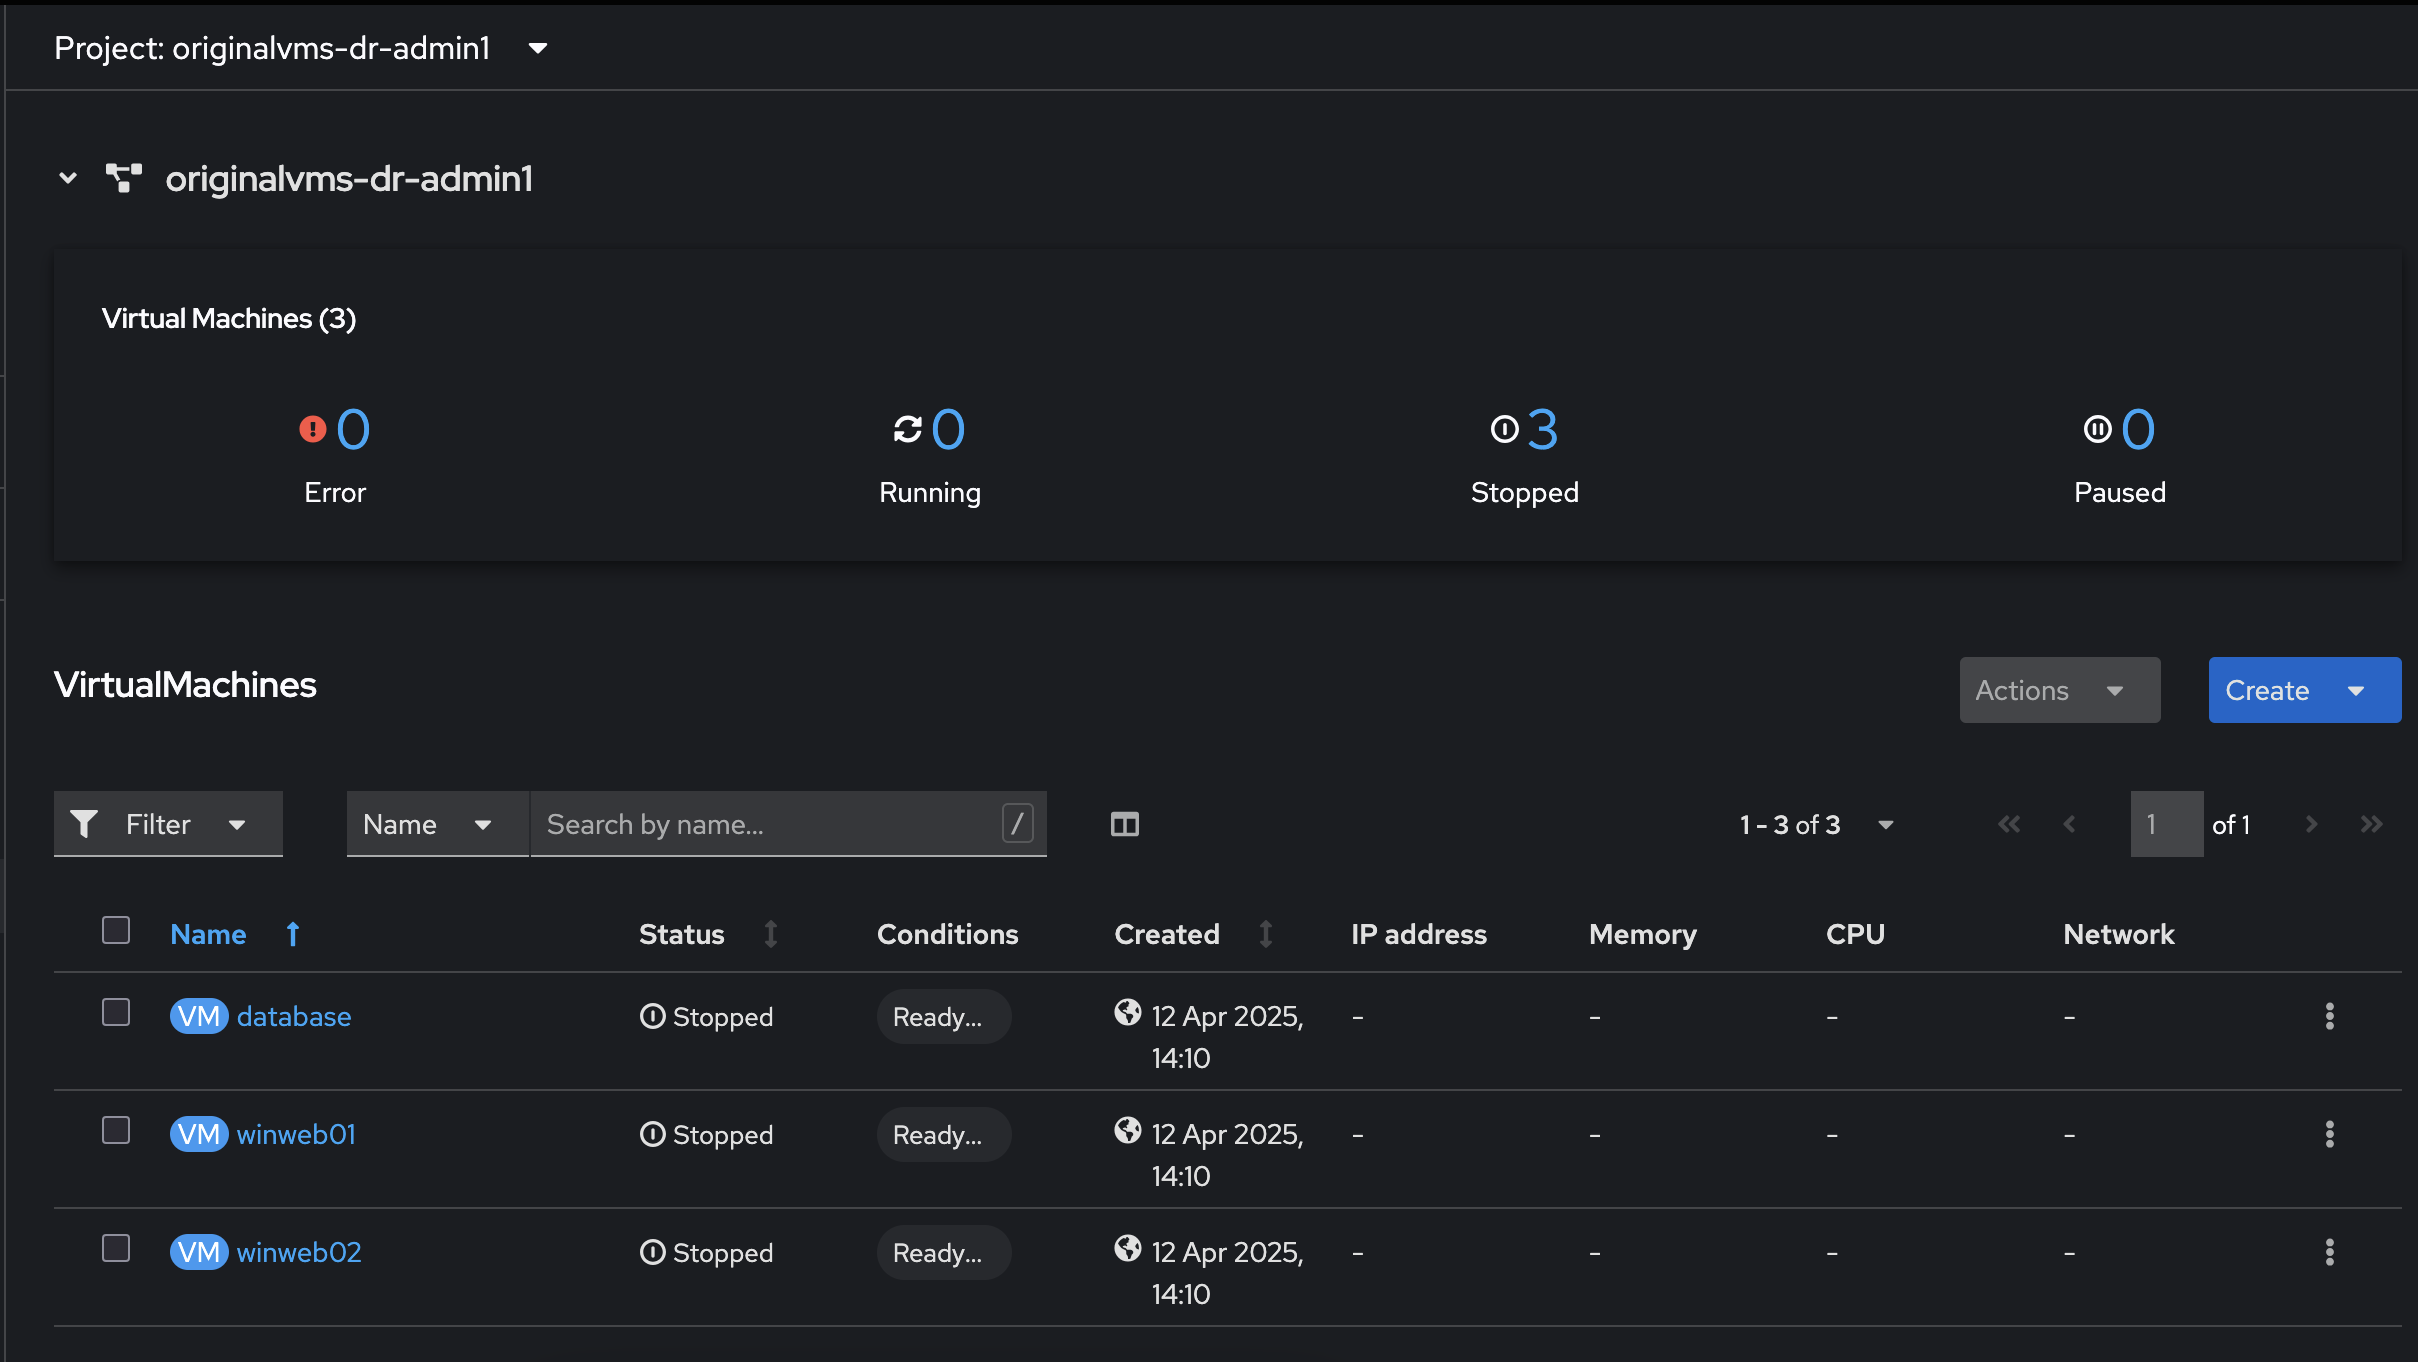 Project: originalvms-dr-admin1
originalvms-dr-admin1
Virtual Machines (3)
0 0 3 0
Error Running Stopped Paused
VirtualMachines Actions Create
Filter Name Search by name... / 1 - 3 of 3 1 of 1
Name Status Conditions Created IP address Memory CPU Network
VM database Stopped Ready... 12 Apr 2025, - - - -
14:10
VM winweb01 Stopped Ready... 12 Apr 2025, - - - -
14:10
VM winweb02 Stopped Ready... 12 Apr 2025, - - - -
14:10